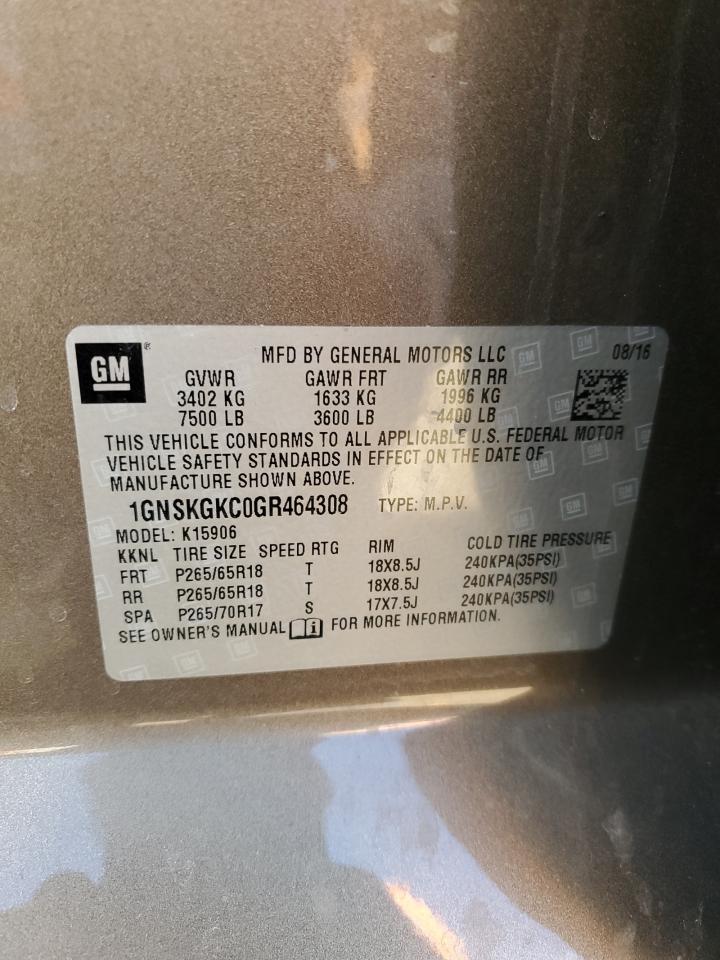 GM ®
MFD BY GENERAL MOTORS LLC 08/16
GVWR GAWR FRT GAWR RR
3402 KG 1633 KG 1996 KG
7500 LB 3600 LB 4400 LB
THIS VEHICLE CONFORMS TO ALL APPLICABLE U.S. FEDERAL MOTOR
VEHICLE SAFETY STANDARDS IN EFFECT ON THE DATE OF
MANUFACTURE SHOWN ABOVE.
1GNSKGKC0GR464308 TYPE: M.P.V.
MODEL: K15906
KKNL TIRE SIZE SPEED RTG RIM COLD TIRE PRESSURE
FRT P265/65R18 T 18X8.5J 240KPA(35PSI)
RR P265/65R18 T 18X8.5J 240KPA(35PSI)
SPA P265/70R17 S 17X7.5J 240KPA(35PSI)
SEE OWNER'S MANUAL i FOR MORE INFORMATION.